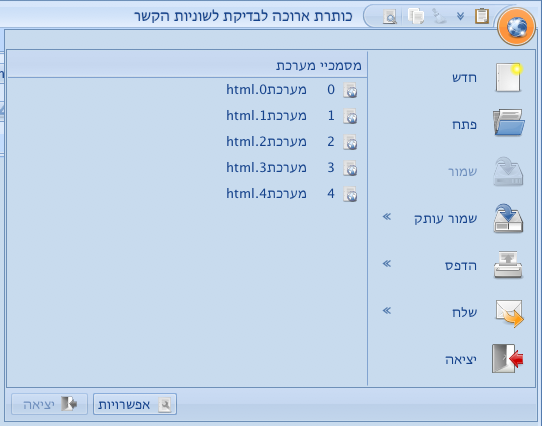 כותרת ארוכה לבדיקת לשוניות הקשר
חדש
פתח
שמור
שמור עותק
הדפס
שלח
יציאה
מסמכיי מערכת
0 מערכת0.html
1 מערכת1.html
2 מערכת2.html
3 מערכת3.html
4 מערכת4.html
אפשרויות
יציאה